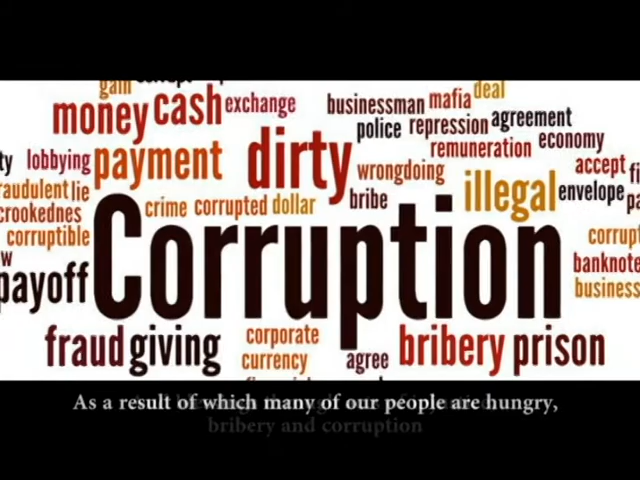 gain
money cash exchange businessman mafia deal
police repression agreement
lobbying payment dirty remuneration economy
wrongdoing accept
lie illegal envelope
crookednes crime corrupted dollar bribe
corruptible Corruption
payoff banknote
business
fraud giving corporate bribery prison
currency agree
As a result of which many of our people are hungry,
bribery and corruption